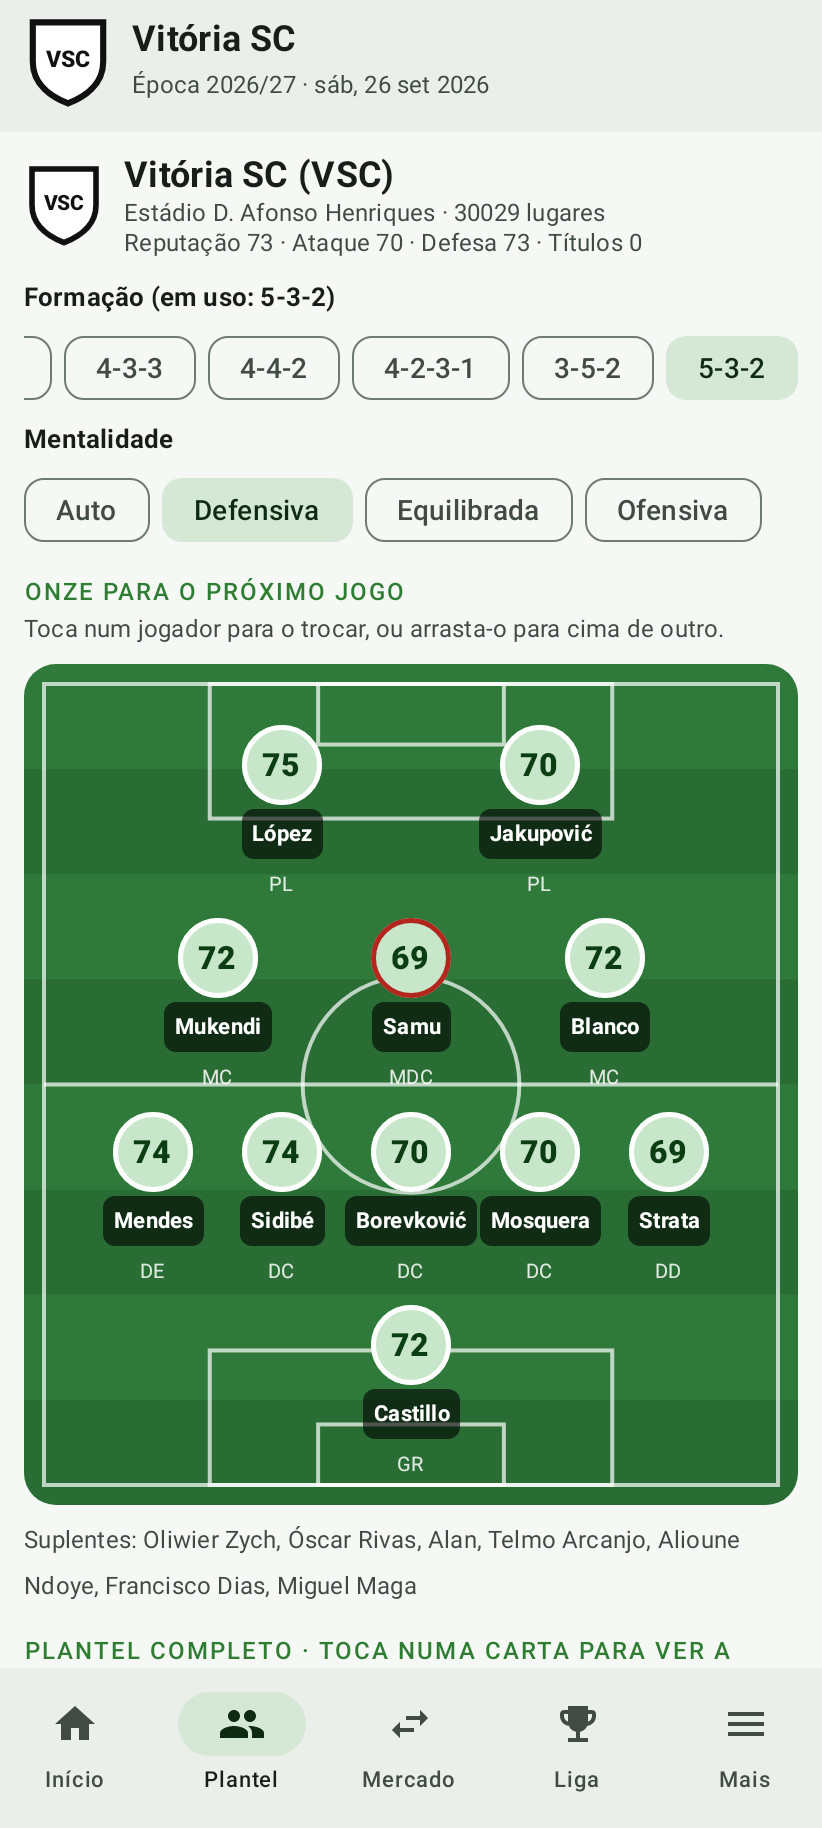 VSC
Vitória SC
Época 2026/27 · sáb, 26 set 2026
VSC
Vitória SC (VSC)
Estádio D. Afonso Henriques · 30029 lugares
Reputação 73 · Ataque 70 · Defesa 73 · Títulos 0
Formação (em uso: 5-3-2)
4-3-3 4-4-2 4-2-3-1 3-5-2 5-3-2
Mentalidade
Auto Defensiva Equilibrada Ofensiva
ONZE PARA O PRÓXIMO JOGO
Toca num jogador para o trocar, ou arrasta-o para cima de outro.
75 70
López Jakupović
PL PL
72 69 72
Mukendi Samu Blanco
MC MDC MC
74 74 70 70 69
Mendes Sidibé Borevković Mosquera Strata
DE DC DC DC DD
72
Castillo
GR
Suplentes: Oliwier Zych, Óscar Rivas, Alan, Telmo Arcanjo, Alioune
Ndoye, Francisco Dias, Miguel Maga
PLANTEL COMPLETO · TOCA NUMA CARTA PARA VER A
Início Plantel Mercado Liga Mais